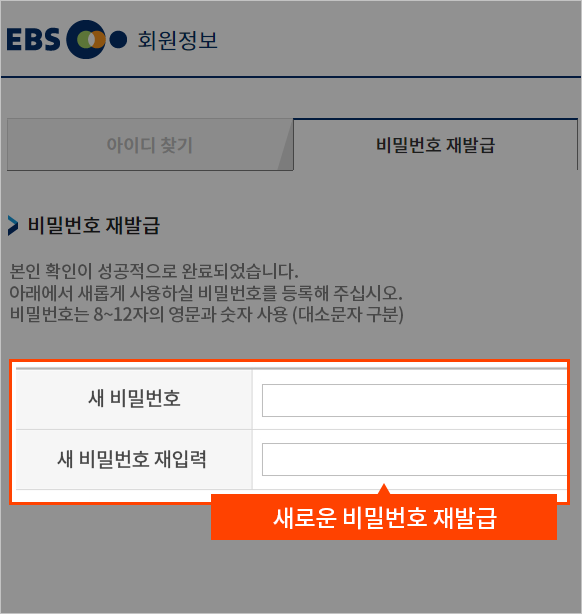 EBS 회원정보
아이디 찾기
비밀번호 재발급
비밀번호 재발급
본인 확인이 성공적으로 완료되었습니다.
아래에서 새롭게 사용하실 비밀번호를 등록해 주십시오.
비밀번호는 8~12자의 영문과 숫자 사용 (대소문자 구분)
새 비밀번호
새 비밀번호 재입력
새로운 비밀번호 재발급